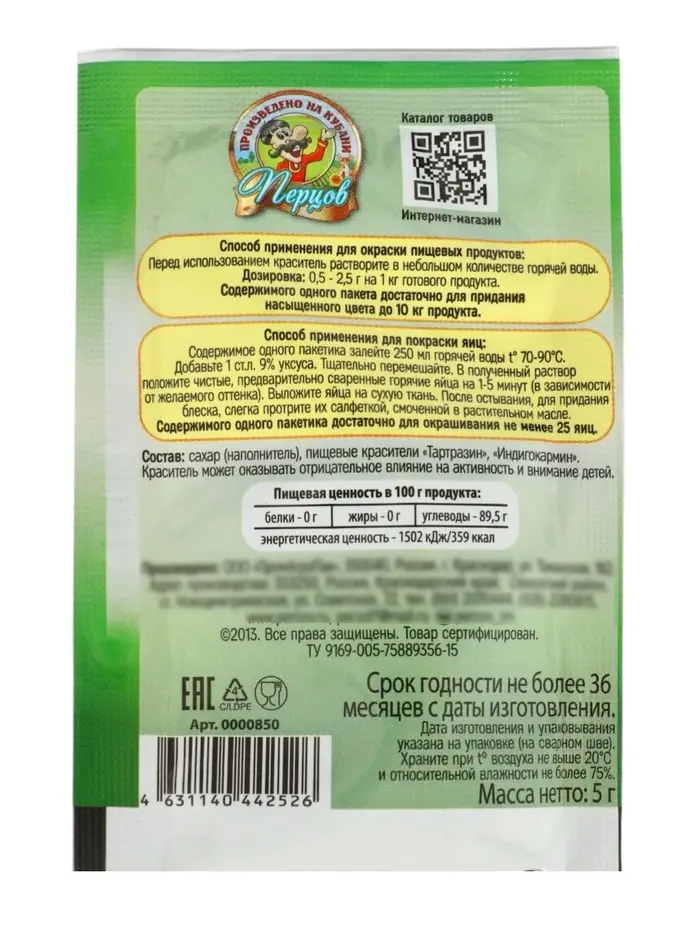 ПРОИЗВЕДЕНО НА КУБАНИ
Перцов
Каталог товаров
Интернет-магазин
Способ применения для окраски пищевых продуктов:
Перед использованием краситель растворите в небольшом количестве горячей воды.
Дозировка: 0,5 - 2,5 г на 1 кг готового продукта.
Содержимого одного пакета достаточно для придания
насыщенного цвета до 10 кг продукта.
Способ применения для покраски яиц:
Содержимое одного пакетика залейте 250 мл горячей воды t° 70-90°C.
Добавьте 1 ст.л. 9% уксуса. Тщательно перемешайте. В полученный раствор
положите чистые, предварительно сваренные горячие яйца на 1-5 минут (в зависимости
от желаемого оттенка). Выложите яйца на сухую ткань. После остывания, для придания
блеска, слегка протрите их салфеткой, смоченной в растительном масле.
Содержимого одного пакетика достаточно для окрашивания не менее 25 яиц.
Состав: сахар (наполнитель), пищевые красители «Тартразин», «Индигокармин».
Краситель может оказывать отрицательное влияние на активность и внимание детей.
Пищевая ценность в 100 г продукта:
белки - 0 г жиры - 0 г углеводы - 89,5 г
энергетическая ценность - 1502 кДж/359 ккал
©2013. Все права защищены. Товар сертифицирован.
ТУ 9169-005-75889356-15
EAC 4 C/LDPE
Арт. 0000850
Срок годности не более 36
месяцев с даты изготовления.
Дата изготовления и упаковывания
указана на упаковке (на сварном шве).
Хранить при t° воздуха не выше 20°C
и относительной влажности не более 75%.
Масса нетто: 5 г
4 631140 442526